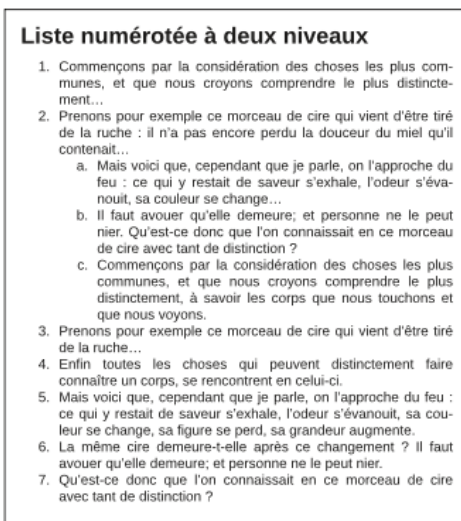 Liste numérotée à deux niveaux
1. Commençons par la considération des choses les plus com-
munes, et que nous croyons comprendre le plus distincte-
ment…
2. Prenons pour exemple ce morceau de cire qui vient d’être tiré
de la ruche : il n’a pas encore perdu la douceur du miel qu’il
contenait…
a. Mais voici que, cependant que je parle, on l’approche du
feu : ce qui y restait de saveur s’exhale, l’odeur s’éva-
nouit, sa couleur se change…
b. Il faut avouer qu’elle demeure; et personne ne le peut
nier. Qu’est-ce donc que l’on connaissait en ce morceau
de cire avec tant de distinction ?
c. Commençons par la considération des choses les plus
communes, et que nous croyons comprendre le plus
distinctement, à savoir les corps que nous touchons et
que nous voyons.
3. Prenons pour exemple ce morceau de cire qui vient d’être tiré
de la ruche…
4. Enfin toutes les choses qui peuvent distinctement faire
connaître un corps, se rencontrent en celui-ci.
5. Mais voici que, cependant que je parle, on l’approche du feu :
ce qui y restait de saveur s’exhale, l’odeur s’évanouit, sa cou-
leur se change, sa figure se perd, sa grandeur augmente.
6. La même cire demeure-t-elle après ce changement ? Il faut
avouer qu’elle demeure; et personne ne le peut nier.
7. Qu’est-ce donc que l’on connaissait en ce morceau de cire
avec tant de distinction ?